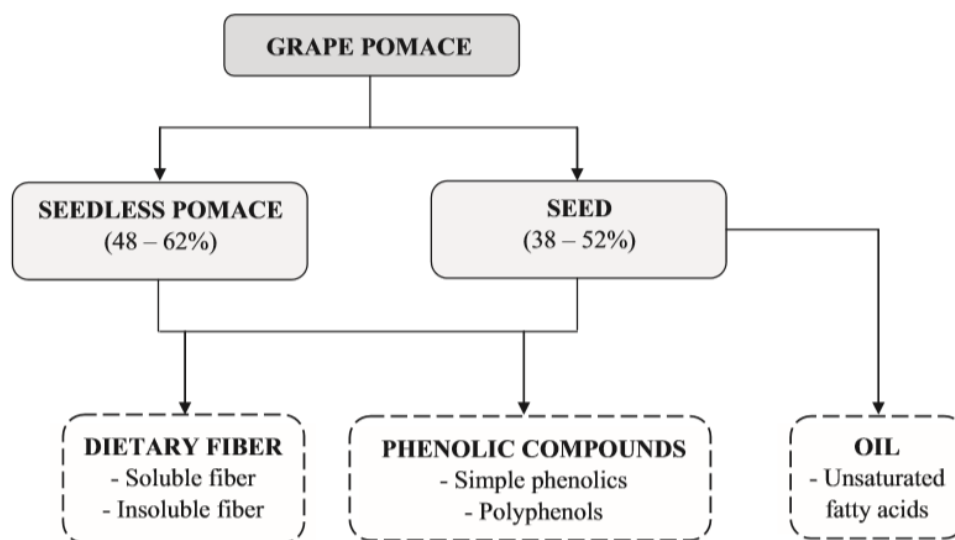 GRAPE POMACE
SEEDLESS POMACE
(48 – 62%)
SEED
(38 – 52%)
DIETARY FIBER
- Soluble fiber
- Insoluble fiber
PHENOLIC COMPOUNDS
- Simple phenolics
- Polyphenols
OIL
- Unsaturated
fatty acids